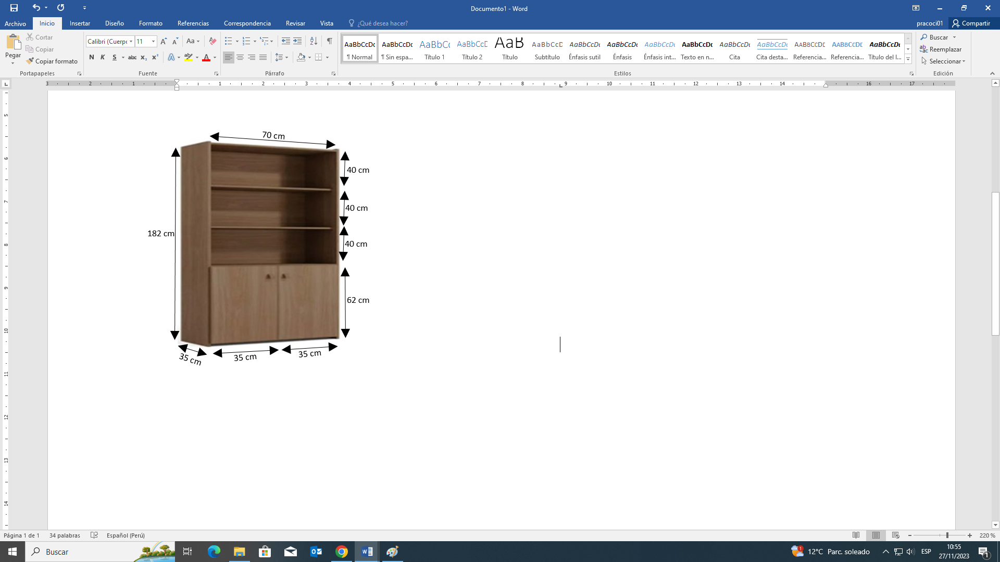 Documento1 - Word
Archivo Inicio Insertar Diseño Formato Referencias Correspondencia Revisar Vista ¿Qué desea hacer? pracoci01 Compartir
Pegar
Cortar
Copiar
Copiar formato
Portapapeles
Calibri (Cuerpo 11
N K S abc x₂ x²
Fuente
Párrafo
AaBbCcDc AaBbCcDc AaBbCc AaBbCcD AaB AaBbCcD AaBbCcDc AaBbCcDc AaBbCcDc AaBbCcDc AaBbCcDc AaBbCcDc AABBCCDD AABBCCDD AaBbCcDc
¶ Normal ¶ Sin espa... Título 1 Título 2 Título Subtítulo Énfasis sutil Énfasis Énfasis int... Texto en n... Cita Cita desta... Referencia... Referencia... Título del l...
Estilos
Buscar
Reemplazar
Seleccionar
Edición
3 2 1 1 2 3 4 5 6 7 8 9 10 11 12 13 14 16 17
5
6
7
8
9
10
11
12
13
14
70 cm
40 cm
40 cm
182 cm
40 cm
62 cm
35 cm
35 cm
35 cm
Página 1 de 1 34 palabras Español (Perú) 220 %
Buscar
1 12°C Parc. soleado ESP
10:55
27/11/2023
1